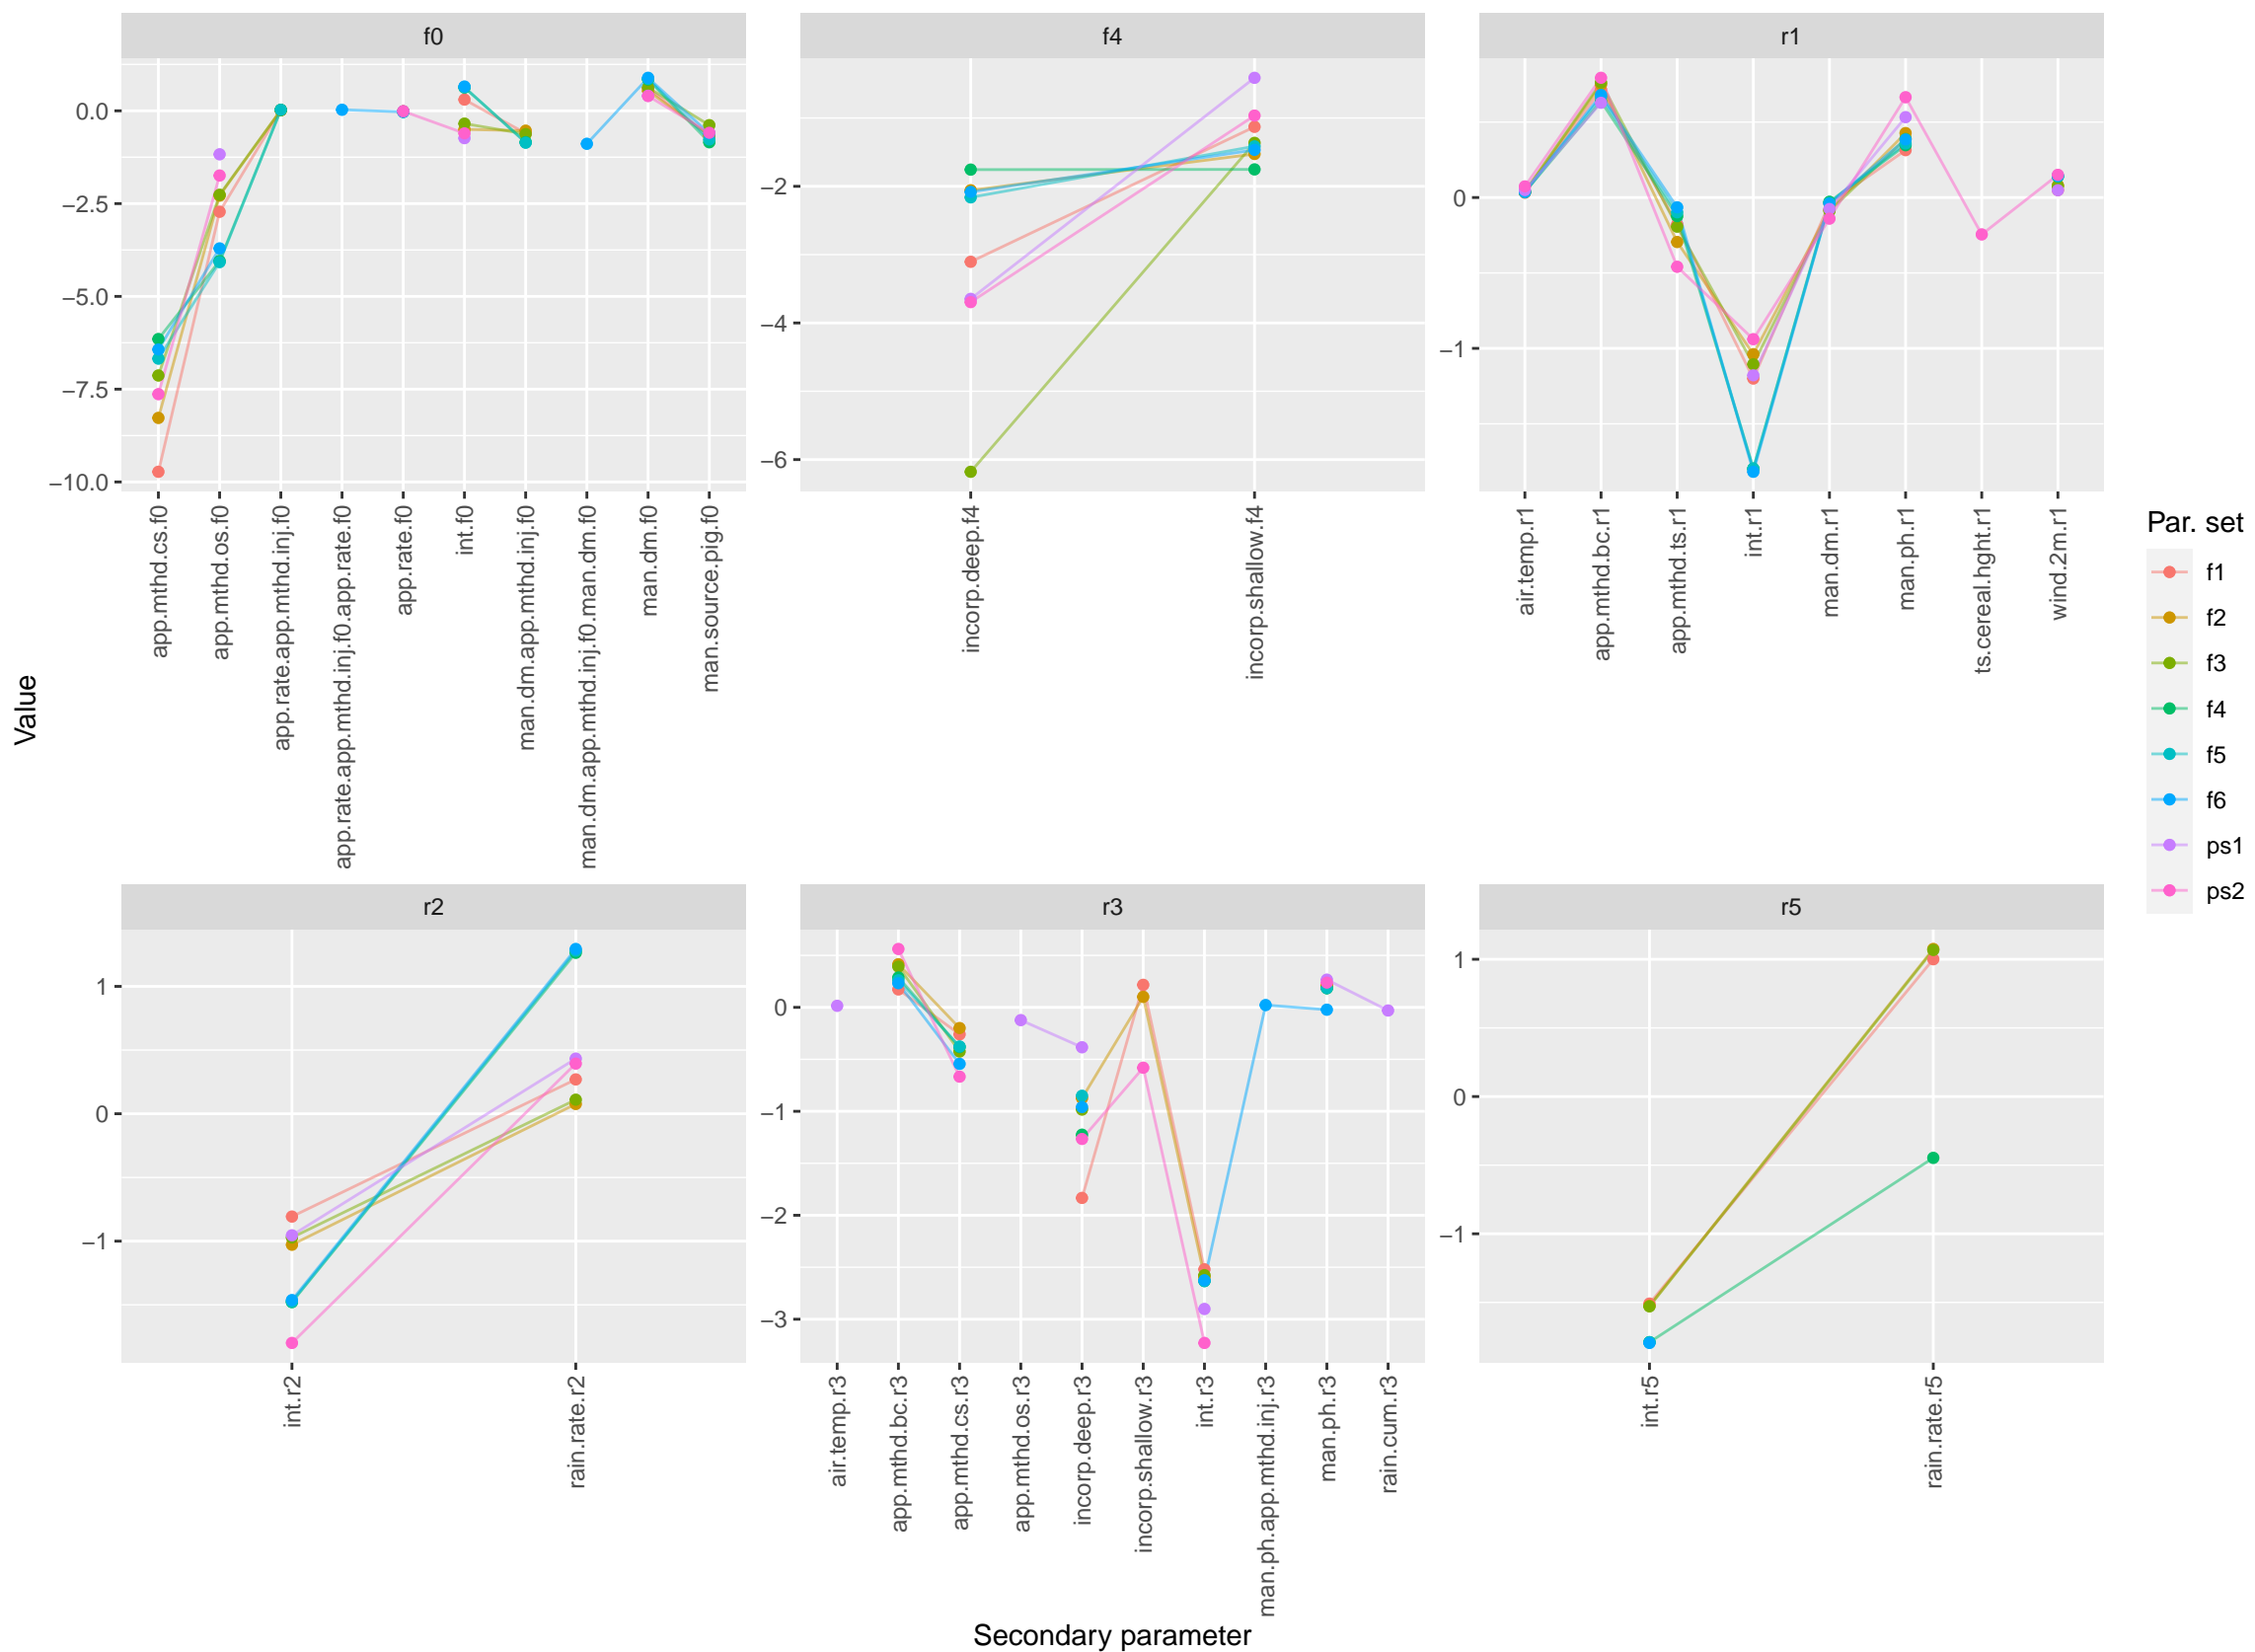 f0
f4
r1
0.0
−2.5
−5.0
−7.5
−10.0
−2
−4
−6
0
−1
app.mthd.cs.f0
app.mthd.os.f0
app.rate.app.mthd.inj.f0
app.rate.app.mthd.inj.f0.app.rate.f0
app.rate.f0
int.f0
man.dm.app.mthd.inj.f0
man.dm.app.mthd.inj.f0.man.dm.f0
man.dm.f0
man.source.pig.f0
incorp.deep.f4
incorp.shallow.f4
air.temp.r1
app.mthd.bc.r1
app.mthd.ts.r1
int.r1
man.dm.r1
man.ph.r1
ts.cereal.hght.r1
wind.2m.r1
Value
r2
r3
r5
1
0
−1
0
−1
−2
−3
1
0
−1
int.r2
rain.rate.r2
air.temp.r3
app.mthd.bc.r3
app.mthd.cs.r3
app.mthd.os.r3
incorp.deep.r3
incorp.shallow.r3
int.r3
man.ph.app.mthd.inj.r3
man.ph.r3
rain.cum.r3
int.r5
rain.rate.r5
Secondary parameter
Par. set
f1
f2
f3
f4
f5
f6
ps1
ps2